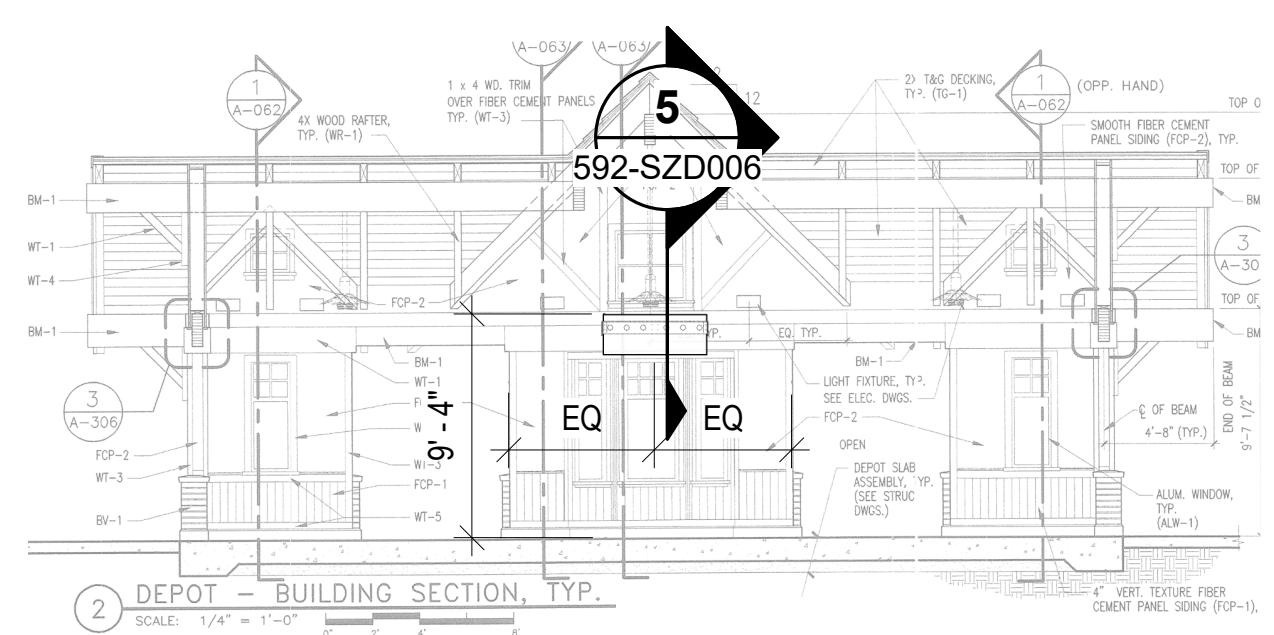 A-063
A-063
1
A-062
1 x 4 WD. TRIM
OVER FIBER CEMENT PANELS
TYP. (WT-3)
4X WOOD RAFTER,
TYP. (WR-1)
5
592-SZD006
12
TYP. (TG-1)
1
A-062
(OPP. HAND)
TOP O
SMOOTH FIBER CEMENT
PANEL SIDING (FCP-2), TYP.
TOP OF
BM-1
BM
WT-1
WT-4
3
A-30
FCP-2
TOP OF
BM-1
BM
EQ. TYP.
BM-1
BM-1
WT-1
LIGHT FIXTURE, TYP.
SEE ELEC. DWGS.
3
A-306
9' - 4"
EQ
EQ
FCP-2
℄ OF BEAM
4'-8" (TYP.)
END OF BEAM
9'-7 1/2"
OPEN
FCP-2
WT-3
WT-3
FCP-1
DEPOT SLAB
ASSEMBLY, TYP.
(SEE STRUC
DWGS.)
BV-1
WT-5
ALUM. WINDOW,
TYP.
(ALW-1)
2
DEPOT – BUILDING SECTION, TYP.
SCALE: 1/4" = 1'-0"
0" 2' 4' 8'
4" VERT. TEXTURE FIBER
CEMENT PANEL SIDING (FCP-1),